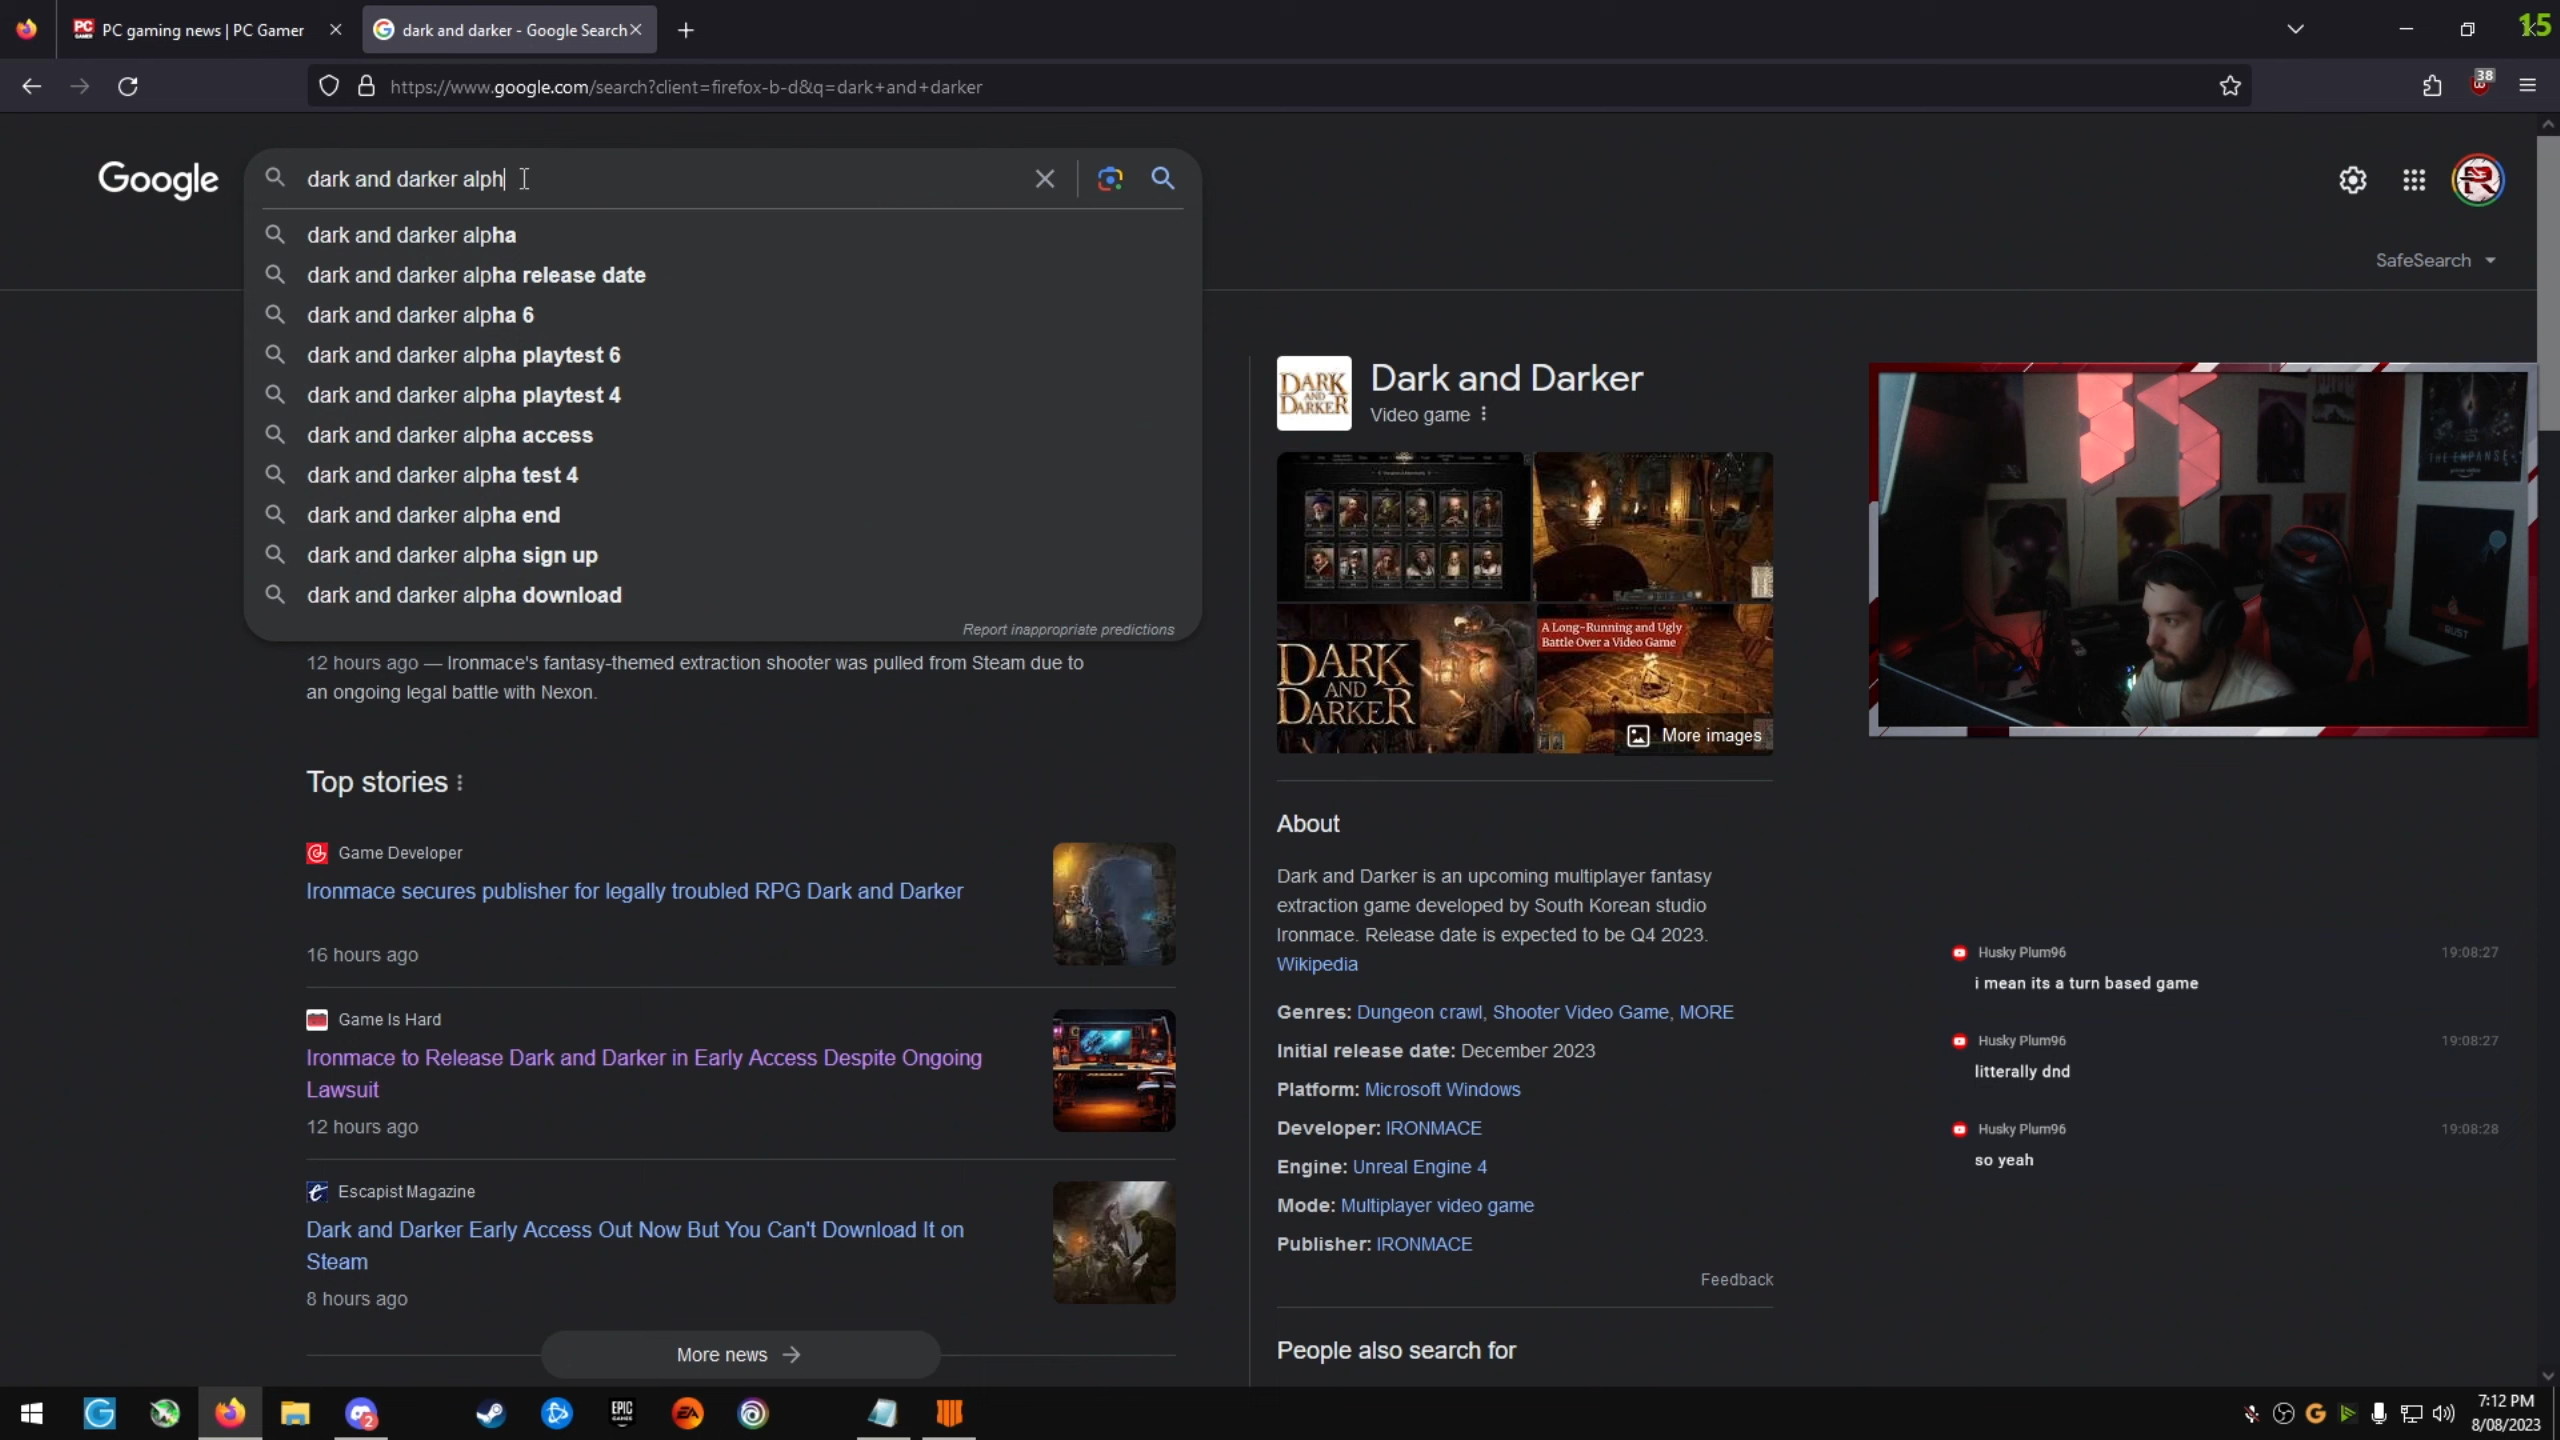 PC gaming news | PC Gamer
dark and darker - Google Search
15
https://www.google.com/search?client=firefox-b-d&q=dark+and+darker
38
Google
dark and darker alph
dark and darker alpha
dark and darker alpha release date
dark and darker alpha 6
dark and darker alpha playtest 6
dark and darker alpha playtest 4
dark and darker alpha access
dark and darker alpha test 4
dark and darker alpha end
dark and darker alpha sign up
dark and darker alpha download
Report inappropriate predictions
SafeSearch
12 hours ago — Ironmace's fantasy-themed extraction shooter was pulled from Steam due to
an ongoing legal battle with Nexon.
Top stories
Game Developer
Ironmace secures publisher for legally troubled RPG Dark and Darker
16 hours ago
Game Is Hard
Ironmace to Release Dark and Darker in Early Access Despite Ongoing
Lawsuit
12 hours ago
Escapist Magazine
Dark and Darker Early Access Out Now But You Can't Download It on
Steam
8 hours ago
More news
DARK
AND
DARKER
Dark and Darker
Video game
A Long-Running and Ugly
Battle Over a Video Game
DARK
AND
DARKER
More images
About
Dark and Darker is an upcoming multiplayer fantasy
extraction game developed by South Korean studio
Ironmace. Release date is expected to be Q4 2023.
Wikipedia
Genres: Dungeon crawl, Shooter Video Game, MORE
Initial release date: December 2023
Platform: Microsoft Windows
Developer: IRONMACE
Engine: Unreal Engine 4
Mode: Multiplayer video game
Publisher: IRONMACE
Feedback
People also search for
THE EXPANSE
RUST
Husky Plum96 19:08:27
i mean its a turn based game
Husky Plum96 19:08:27
litterally dnd
Husky Plum96 19:08:28
so yeah
2
EPIC
GAMES
EA
7:12 PM
8/08/2023